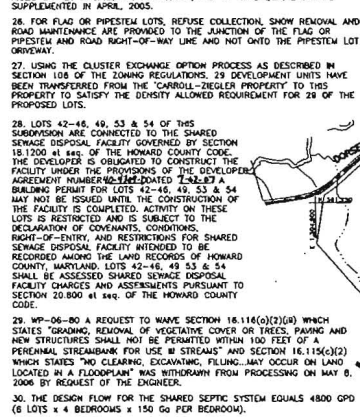 SUPPLEMENTED IN APRIL, 2005.
26. FOR FLAG OR PIPESTEM LOTS, REFUSE COLLECTION, SNOW REMOVAL AND
ROAD MAINTENANCE ARE PROVIDED TO THE JUNCTION OF THE FLAG OR
PIPESTEM AND ROAD RIGHT-OF-WAY LINE AND NOT ONTO THE PIPESTEM LOT
DRIVEWAY.
27. USING THE CLUSTER EXCHANGE OPTION PROCESS AS DESCRIBED IN
SECTION 106 OF THE ZONING REGULATIONS, 29 DEVELOPMENT UNITS HAVE
BEEN TRANSFERRED FROM THE "CARROLL-ZIEGLER PROPERTY" TO THIS
PROPERTY TO SATISFY THE DENSITY ALLOWED REQUIREMENT FOR 29 OF THE
PROPOSED LOTS.
28. LOTS 42-46, 49, 53 & 54 OF THIS
SUBDIVISION ARE CONNECTED TO THE SHARED
SEWAGE DISPOSAL FACILITY GOVERNED BY SECTION
18.1200 et seq. OF THE HOWARD COUNTY CODE.
THE DEVELOPER IS OBLIGATED TO CONSTRUCT THE
FACILITY UNDER THE PROVISIONS OF THE DEVELOPER
AGREEMENT NUMBER DATED A
BUILDING PERMIT FOR LOTS 42-46, 49, 53 & 54
MAY NOT BE ISSUED UNTIL THE CONSTRUCTION OF
THE FACILITY IS COMPLETED. ACTIVITY ON THESE
LOTS IS RESTRICTED AND IS SUBJECT TO THE
DECLARATION OF COVENANTS, CONDITIONS,
RIGHT-OF-ENTRY, AND RESTRICTIONS FOR SHARED
SEWAGE DISPOSAL FACILITY INTENDED TO BE
RECORDED AMONG THE LAND RECORDS OF HOWARD
COUNTY, MARYLAND. LOTS 42-46, 49, 53 & 54
SHALL BE ASSESSED SHARED SEWAGE DISPOSAL
FACILITY CHARGES AND ASSESSMENTS PURSUANT TO
SECTION 20.800 et seq. OF THE HOWARD COUNTY
CODE.
29. WP-06-80 A REQUEST TO WAIVE SECTION 16.116(a)(2)(ii) WHICH
STATES "GRADING, REMOVAL OF VEGETATIVE COVER OR TREES, PAVING AND
NEW STRUCTURES SHALL NOT BE PERMITTED WITHIN 100 FEET OF A
PERENNIAL STREAMBANK FOR USE III STREAMS" AND SECTION 16.115(c)(2)
WHICH STATES "NO CLEARING, EXCAVATING, FILLING...MAY OCCUR ON LAND
LOCATED IN A FLOODPLAIN" WAS WITHDRAWN FROM PROCESSING ON MAY 8,
2006 BY REQUEST OF THE ENGINEER.
30. THE DESIGN FLOW FOR THE SHARED SEPTIC SYSTEM EQUALS 4800 GPD
(8 LOTS x 4 BEDROOMS x 150 Ga PER BEDROOM).